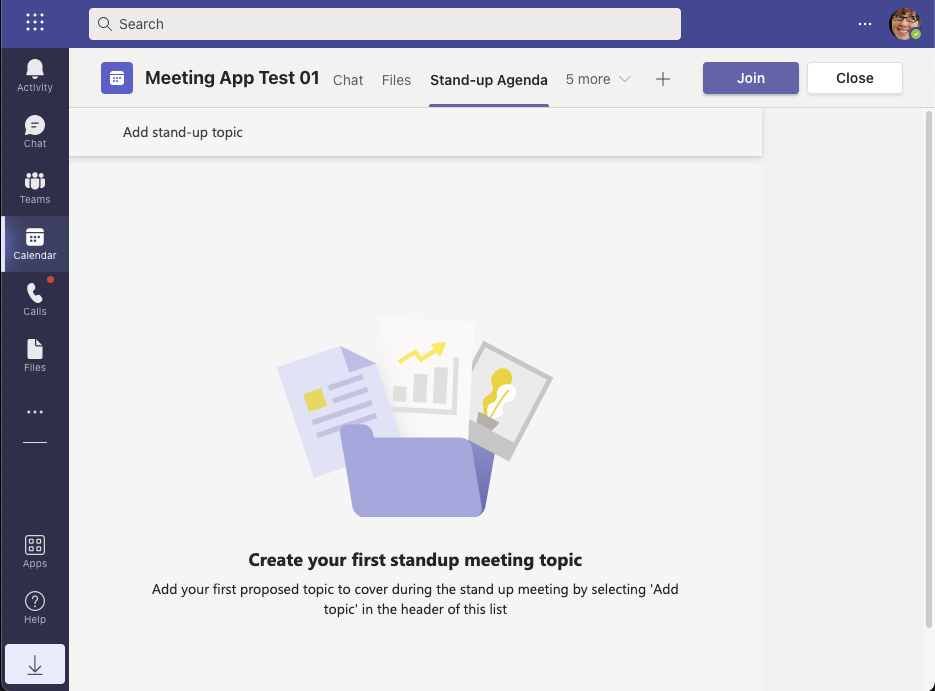 Search
Activity
Chat
Teams
Calendar
Calls
Files
Apps
Help
Meeting App Test 01 Chat Files Stand-up Agenda 5 more Join Close
Add stand-up topic
Create your first standup meeting topic
Add your first proposed topic to cover during the stand up meeting by selecting 'Add
topic' in the header of this list